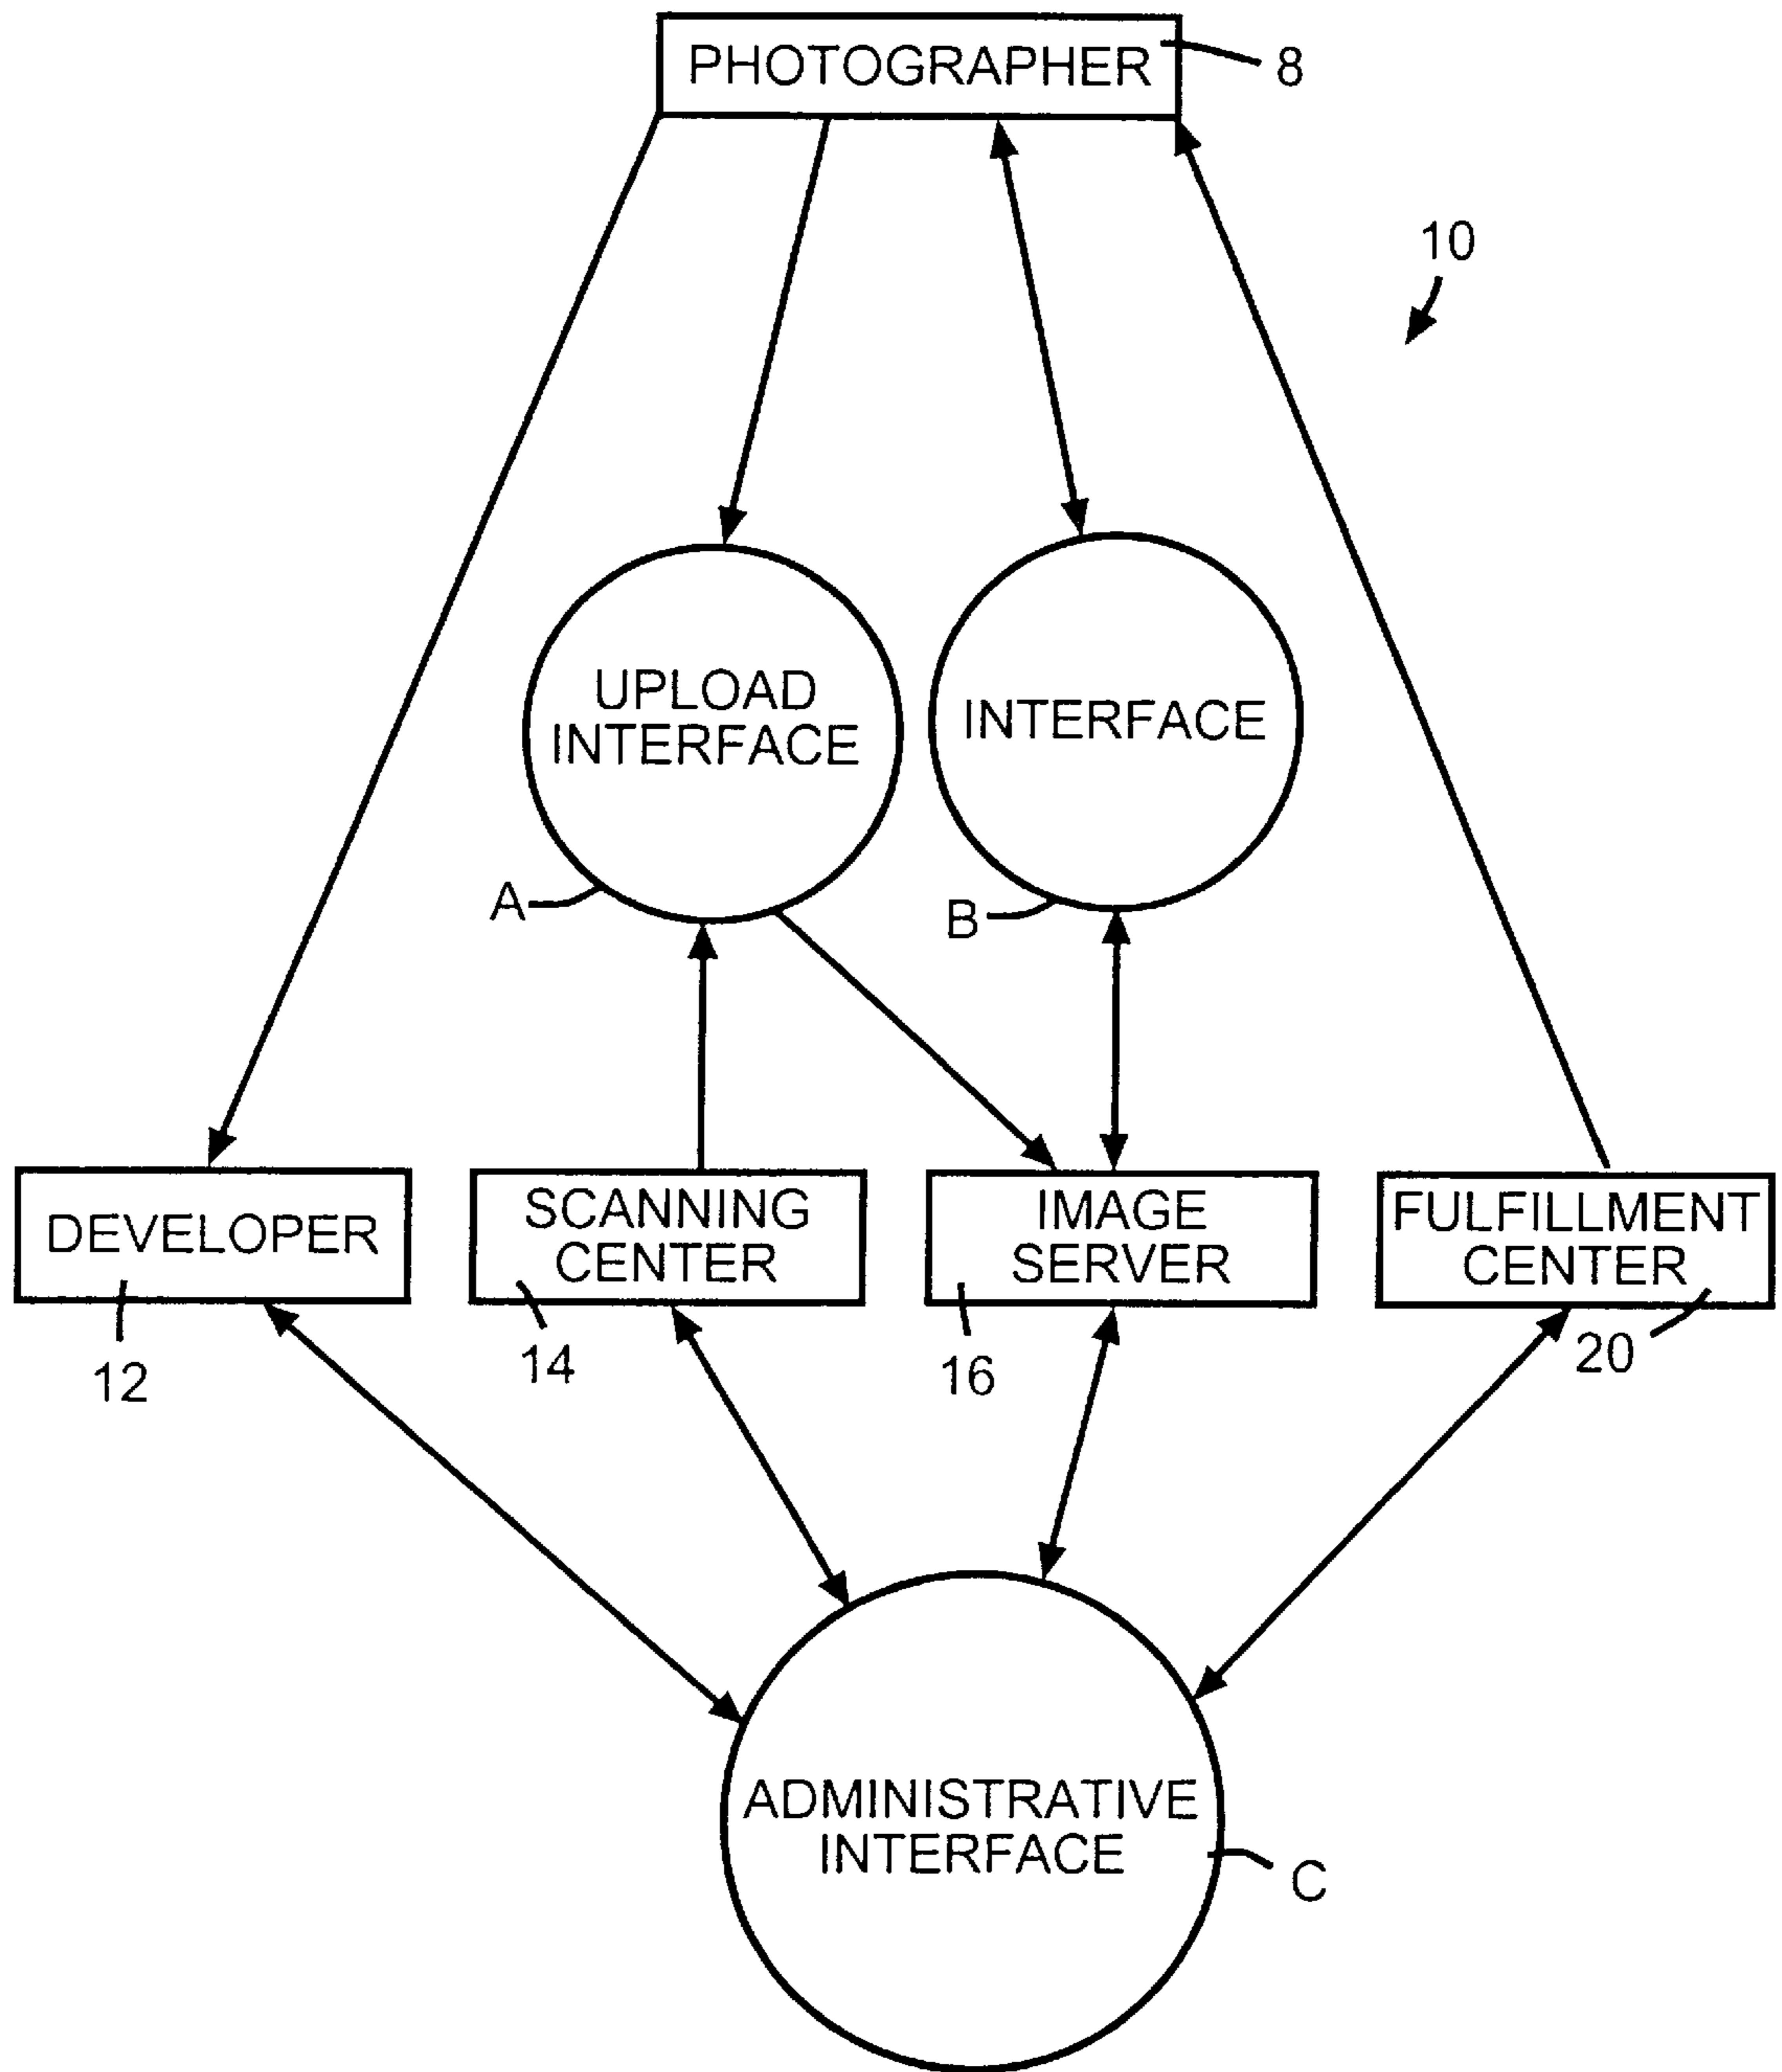 PHOTOGRAPHER
8
10
UPLOAD
INTERFACE
INTERFACE
A
B
DEVELOPER
SCANNING
CENTER
IMAGE
SERVER
FULFILLMENT
CENTER
12
14
16
20
ADMINISTRATIVE
INTERFACE
C